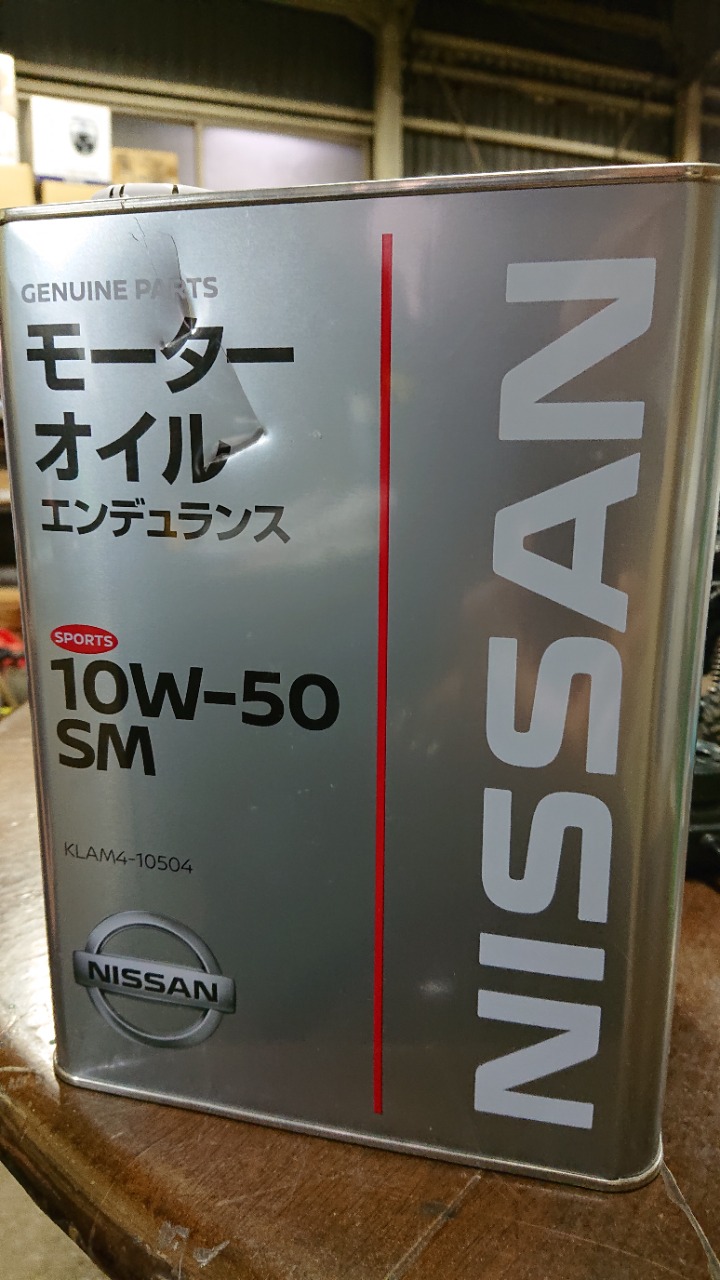 GENUINE PARTS
モーター
オイル
エンデュランス
SPORTS
10W-50
SM
KLAM4-10504
NISSAN
NISSAN